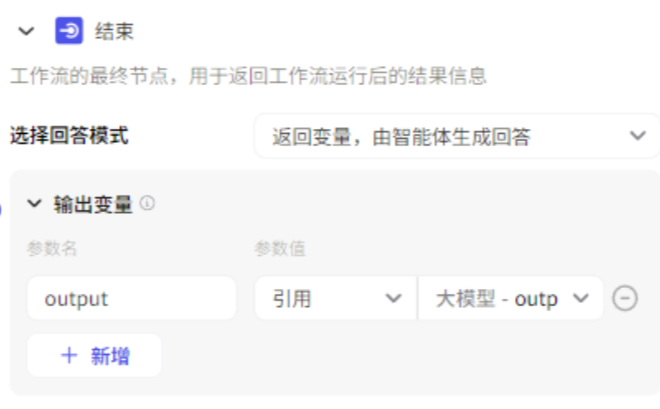 结束
工作流的最终节点，用于返回工作流运行后的结果信息
选择回答模式 返回变量，由智能体生成回答
输出变量
参数名 参数值
output 引用 大模型 - outp
+ 新增